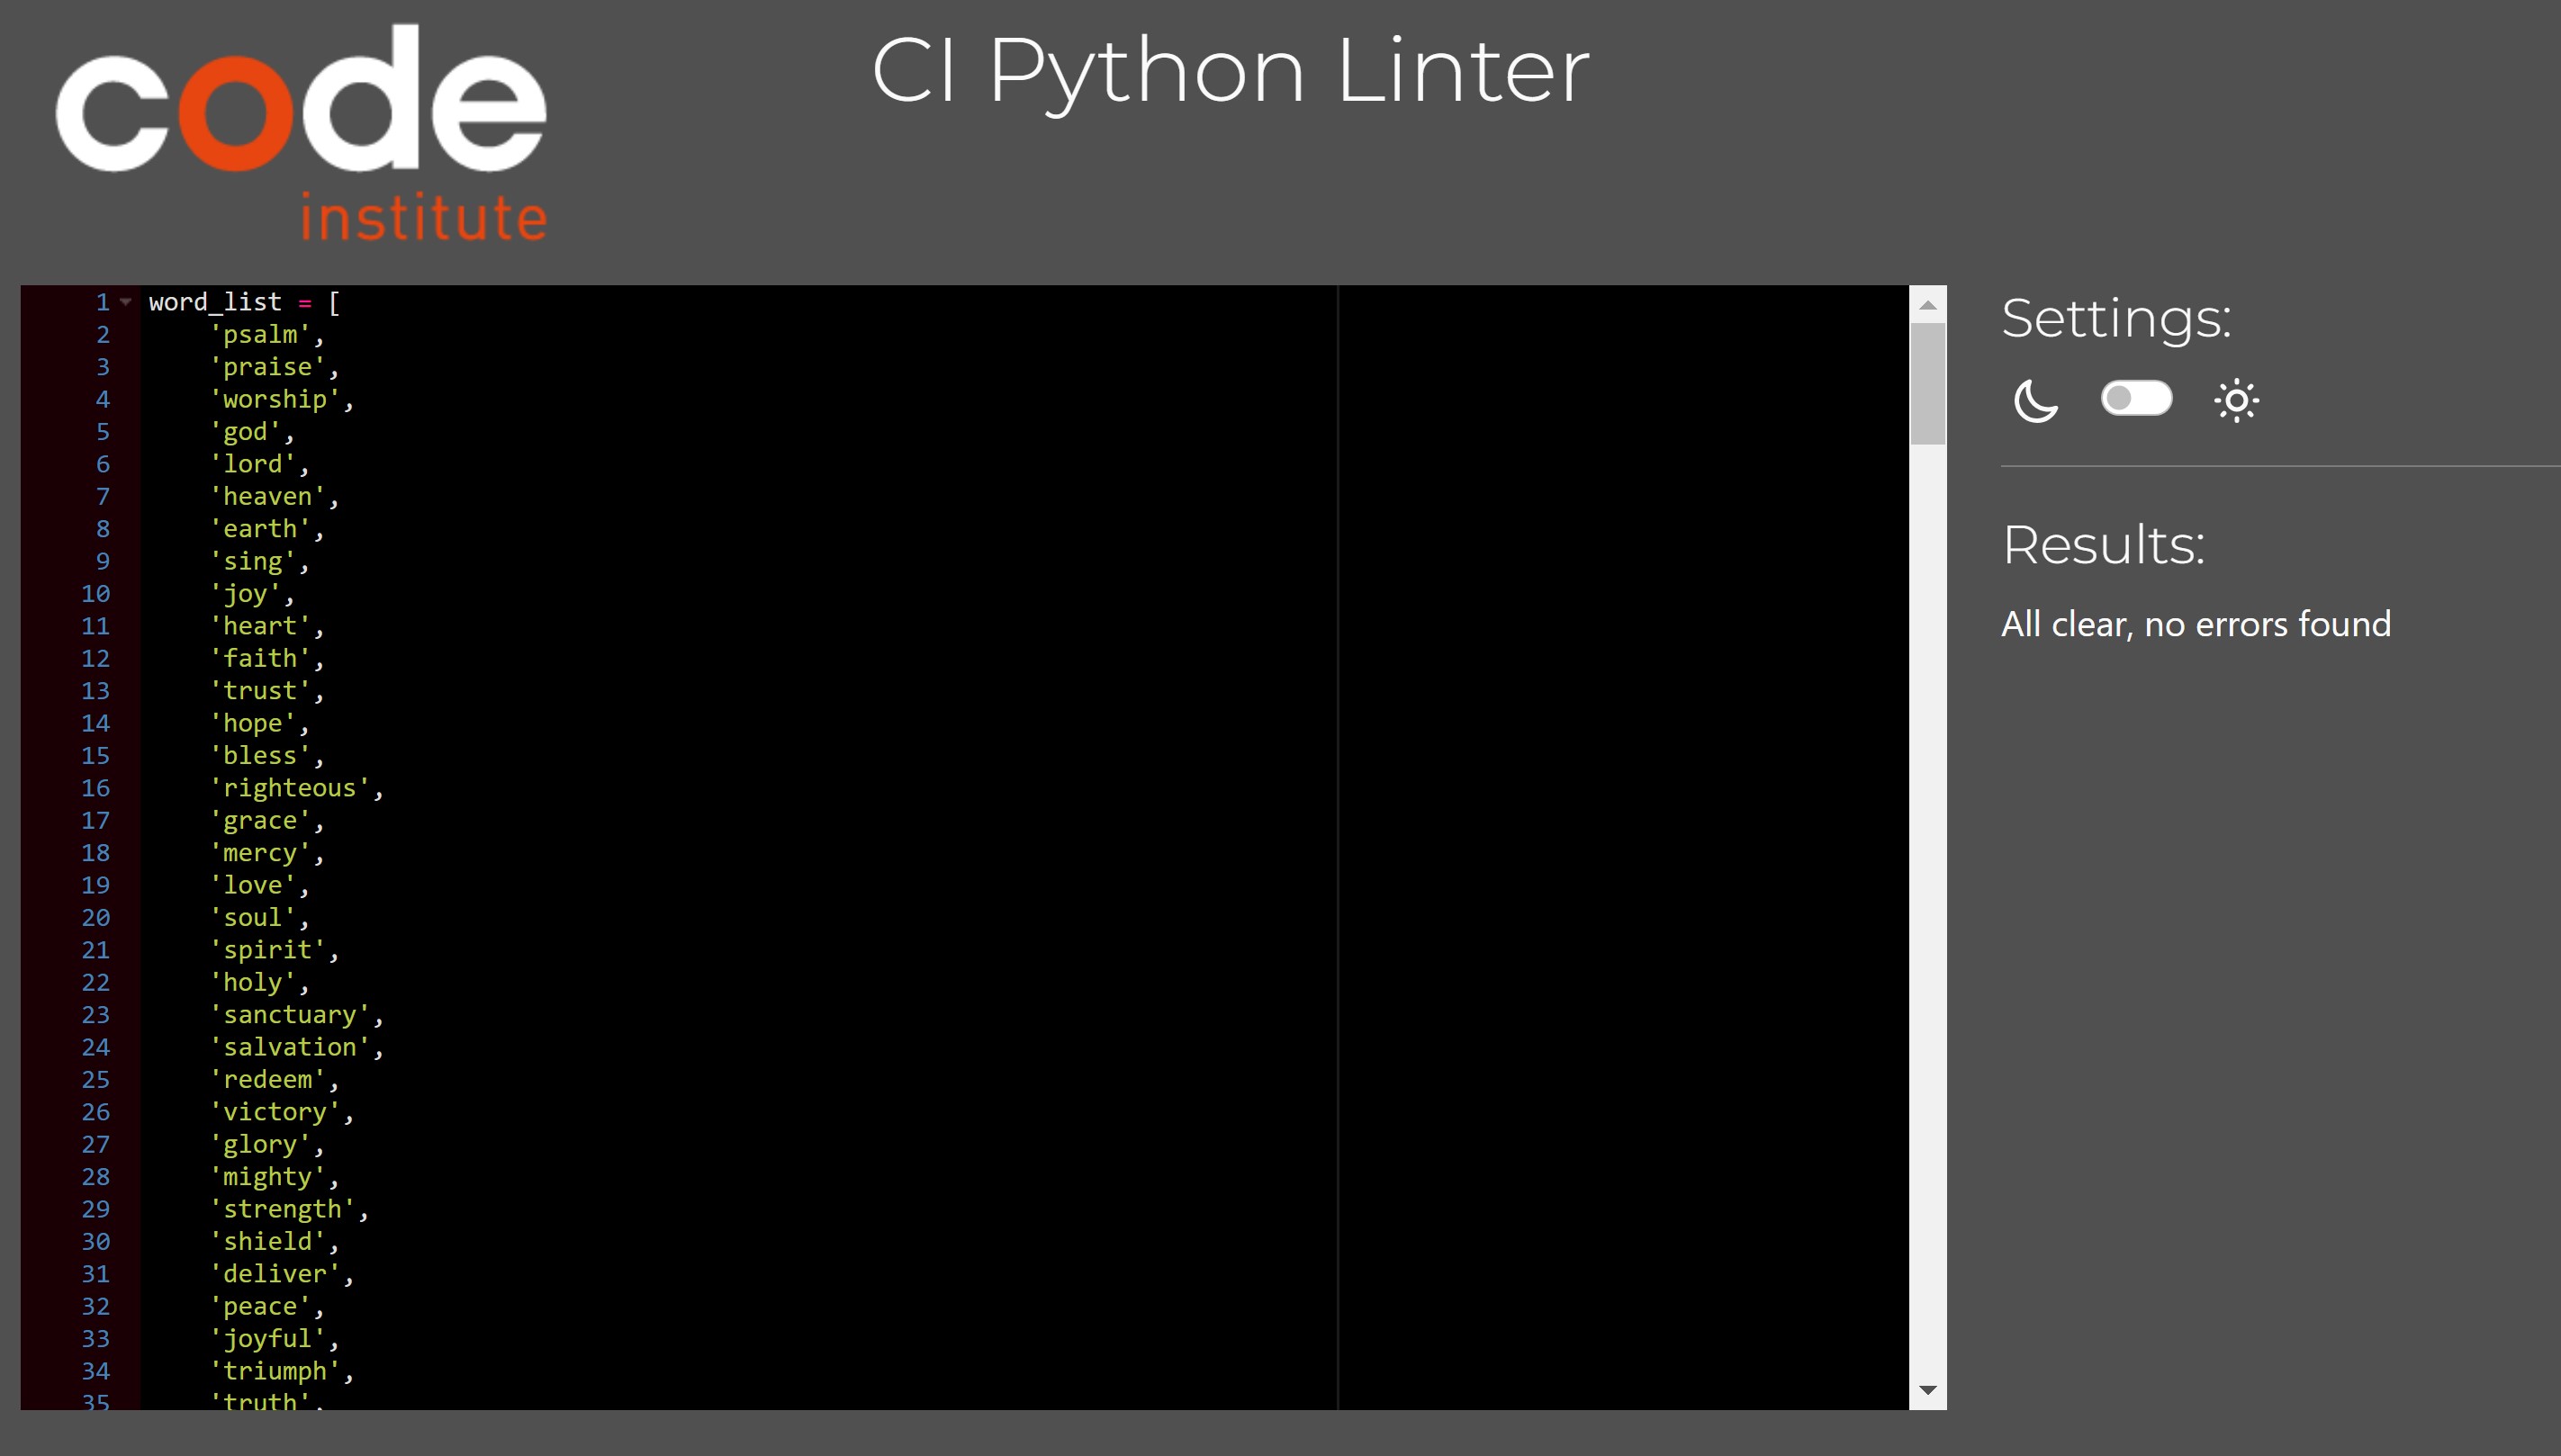 code
institute
CI Python Linter
1 word_list = [
2 'psalm',
3 'praise',
4 'worship',
5 'god',
6 'lord',
7 'heaven',
8 'earth',
9 'sing',
10 'joy',
11 'heart',
12 'faith',
13 'trust',
14 'hope',
15 'bless',
16 'righteous',
17 'grace',
18 'mercy',
19 'love',
20 'soul',
21 'spirit',
22 'holy',
23 'sanctuary',
24 'salvation',
25 'redeem',
26 'victory',
27 'glory',
28 'mighty',
29 'strength',
30 'shield',
31 'deliver',
32 'peace',
33 'joyful',
34 'triumph',
35 'truth',
Settings:
Results:
All clear, no errors found